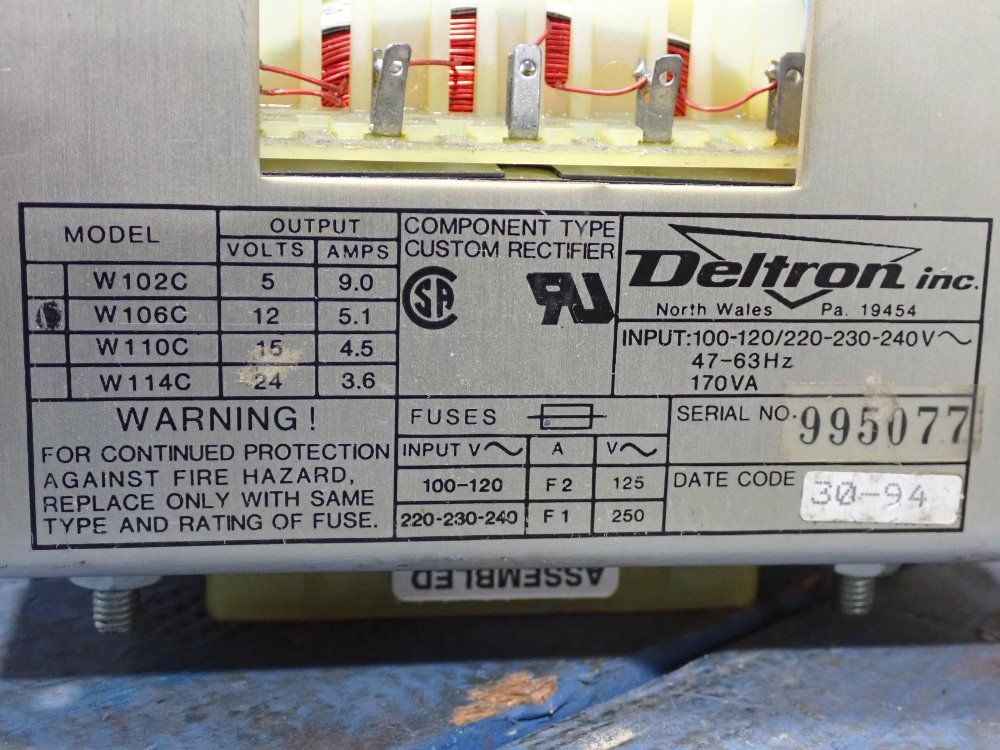 MODEL
OUTPUT
VOLTS AMPS
W102C 5 9.0
W106C 12 5.1
W110C 15 4.5
W114C 24 3.6
COMPONENT TYPE
CUSTOM RECTIFIER
SA
RU
Deltron inc.
North Wales Pa. 19454
INPUT:100-120/220-230-240V~
47-63Hz
170VA
WARNING!
FOR CONTINUED PROTECTION
AGAINST FIRE HAZARD,
REPLACE ONLY WITH SAME
TYPE AND RATING OF FUSE.
FUSES
INPUT V~ A V~
100-120 F2 125
220-230-240 F1 250
SERIAL NO. 995077
DATE CODE 30-94
ASSEMBLED